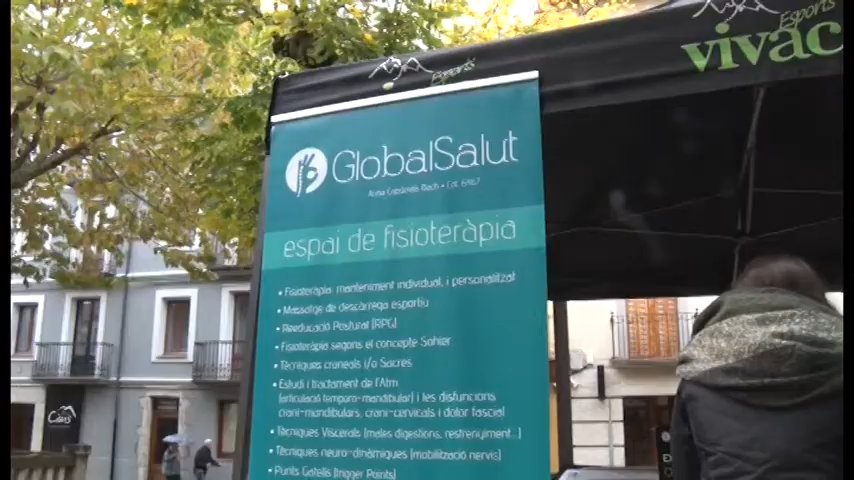 Esports
vivac
Esports
GlobalSalut
espai de fisioteràpia
• Fisioteràpia: manteniment individual, i personalitzat
• Massatge de descàrrega esportiu
• Reeducació Postural (RPG)
• Fisioteràpia segons el concepte Sohier
• Tècniques craneals i/o Sacres
• Estudi i tractament de l'Atm
(articulació temporo-mandibular) i les disfuncions
crani-mandibulars, crani-cervicals i dolor facial
• Tècniques Viscerals (males digestions, restrenyiment...)
• Tècniques neuro-dinàmiques (mobilització nervis)
• Punts Gatells (trigger Points)